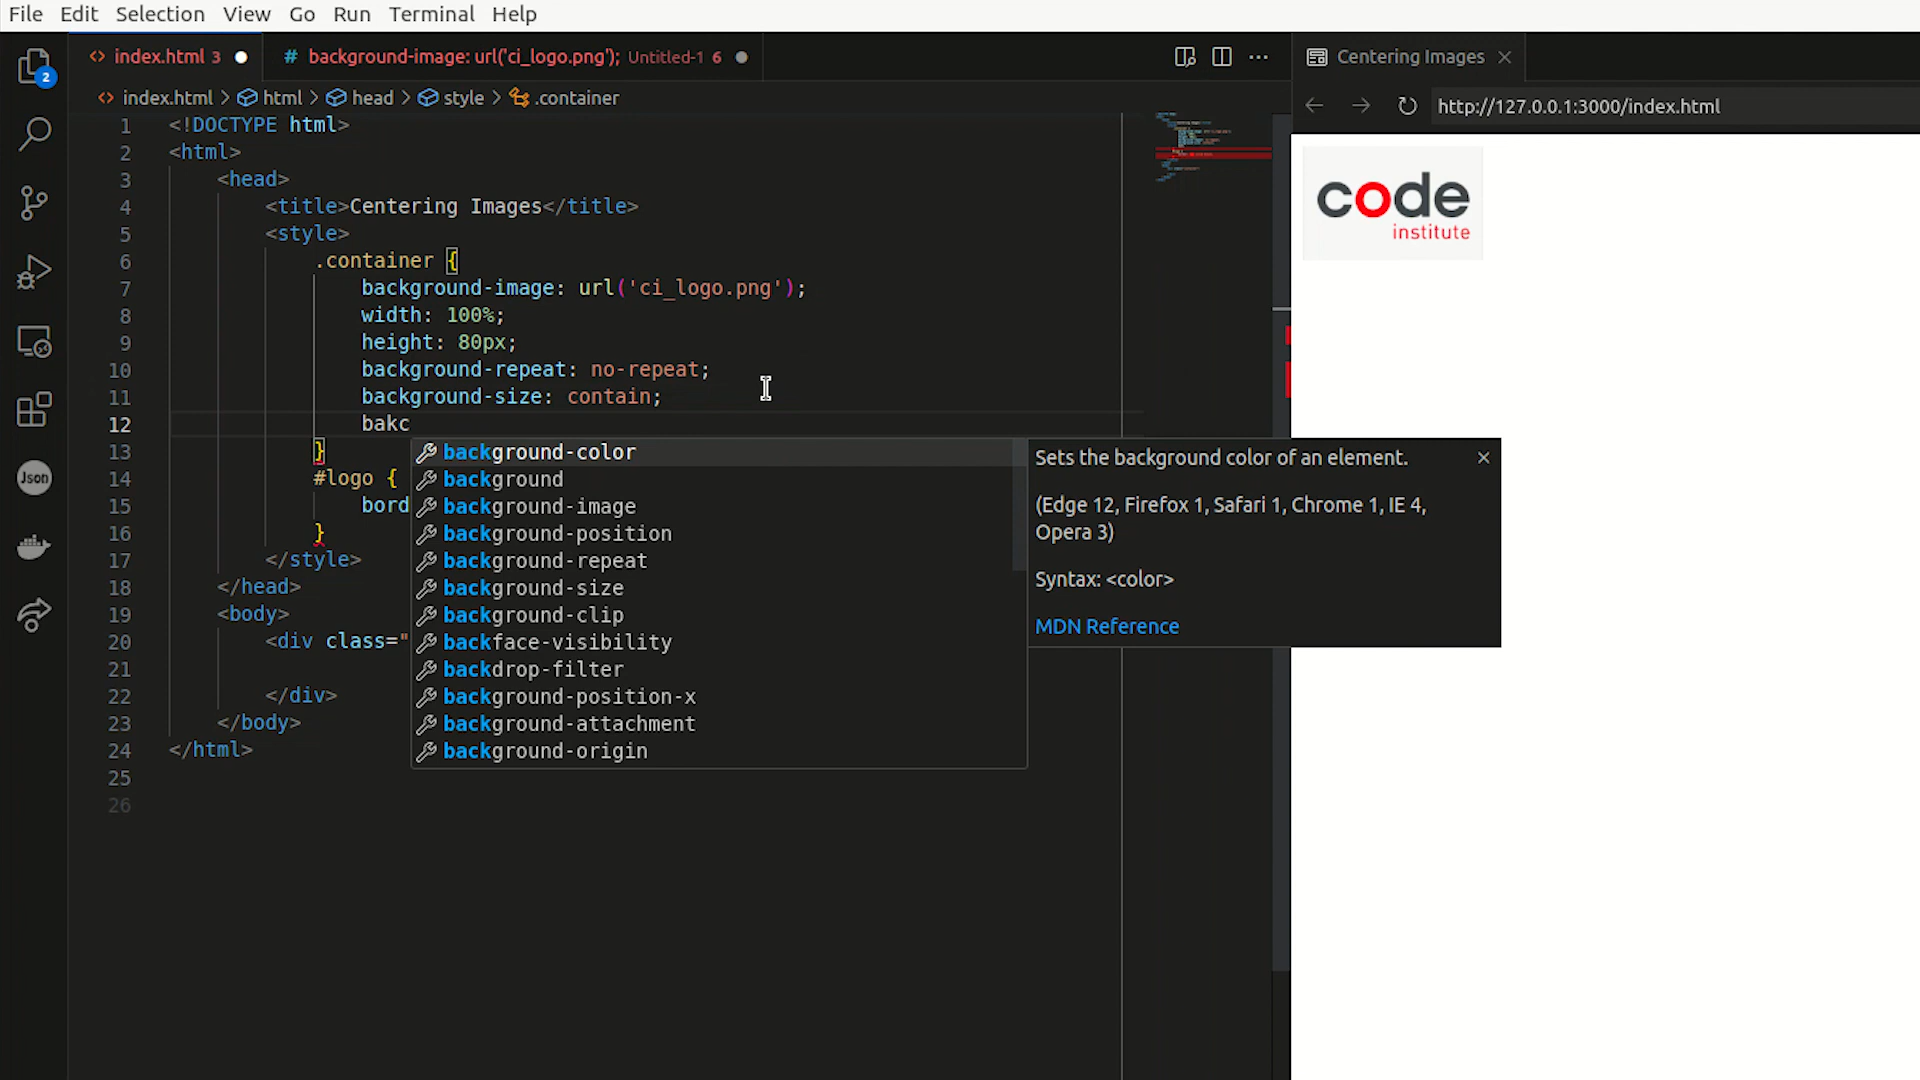 File Edit Selection View Go Run Terminal Help
index.html 3
# background-image: url('ci_logo.png'); Untitled-1 6
Centering Images
2
index.html > html > head > style > .container
http://127.0.0.1:3000/index.html
1 <!DOCTYPE html>
2 <html>
3 <head>
4 <title>Centering Images</title>
5 <style>
6 .container {
7 background-image: url('ci_logo.png');
8 width: 100%;
9 height: 80px;
10 background-repeat: no-repeat;
11 background-size: contain;
12 bakc
13 }
14 #logo {
15 bord
16 }
17 </style>
18 </head>
19 <body>
20 <div class="
21
22 </div>
23 </body>
24 </html>
25
26
background-color
background
background-image
background-position
background-repeat
background-size
background-clip
backface-visibility
backdrop-filter
background-position-x
background-attachment
background-origin
Sets the background color of an element.
(Edge 12, Firefox 1, Safari 1, Chrome 1, IE 4,
Opera 3)
Syntax: <color>
MDN Reference
code
institute
Json